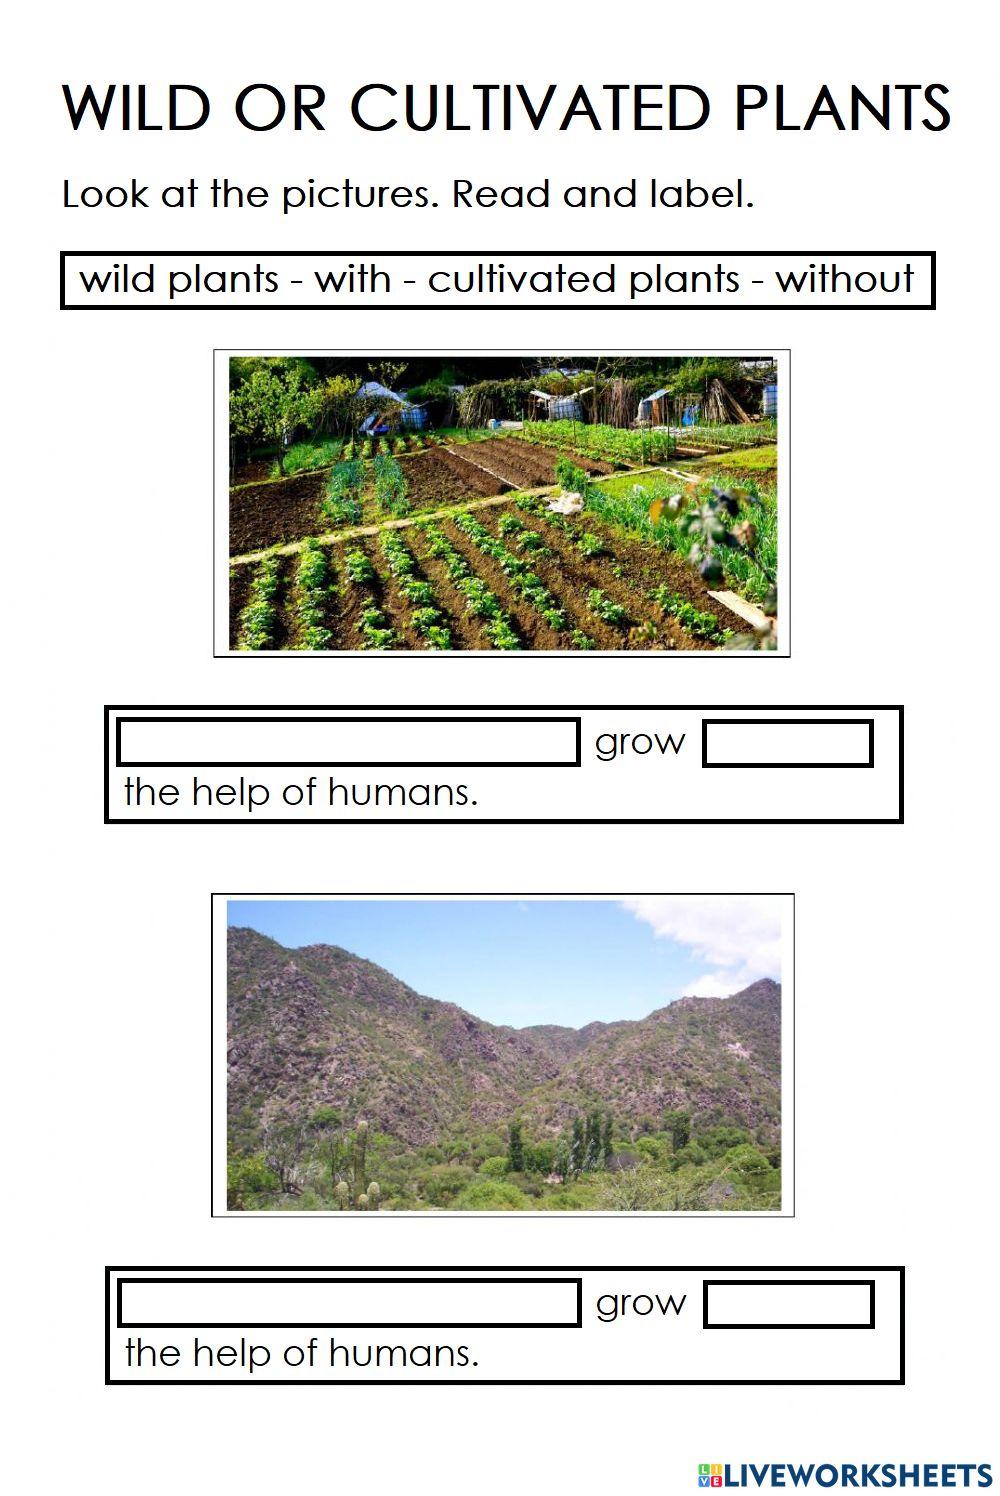 WILD OR CULTIVATED PLANTS
Look at the pictures. Read and label.
wild plants - with - cultivated plants - without
grow
the help of humans.
grow
the help of humans.
LIVE LIVEWORKSHEETS